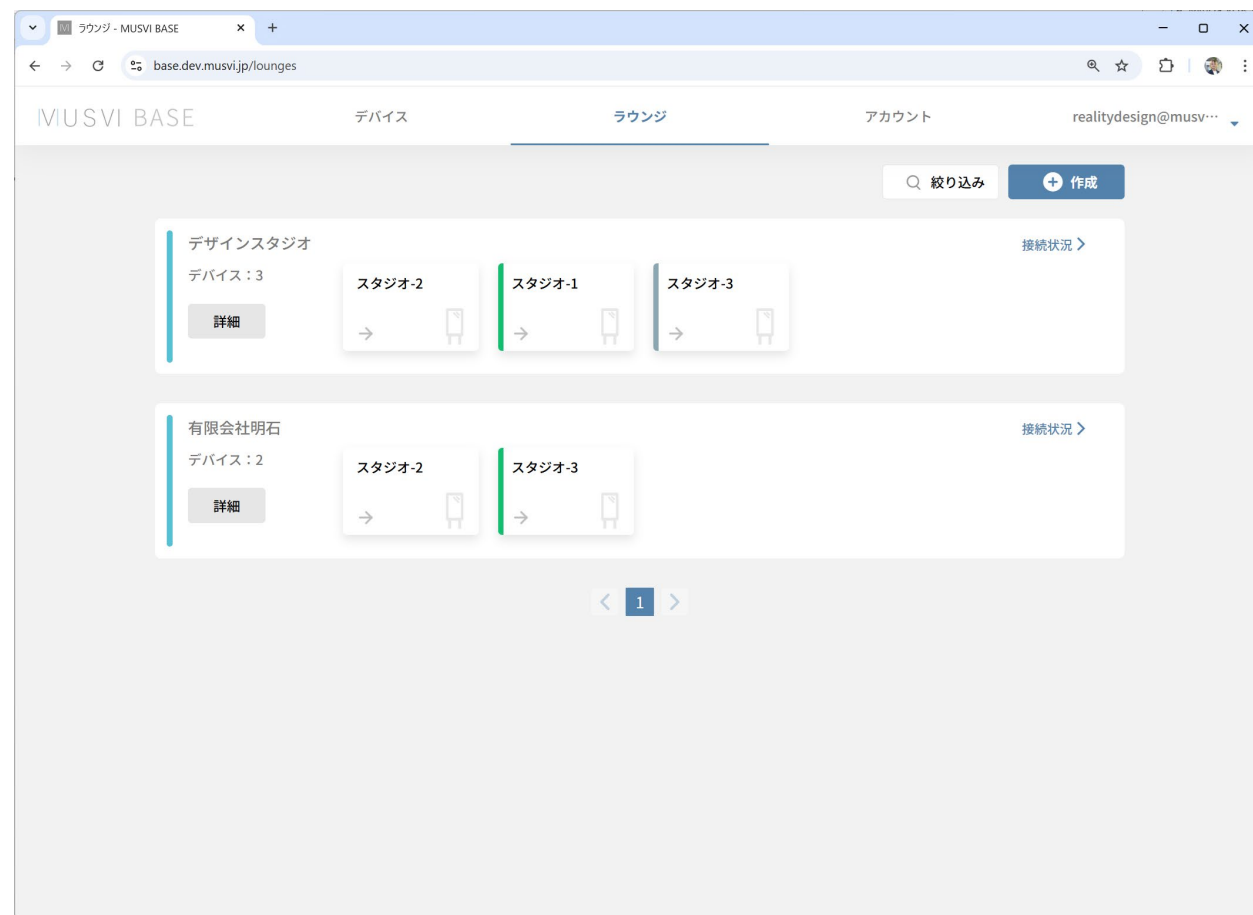 ラウンジ - MUSVI BASE
base.dev.musvi.jp/lounges
MUSVI BASE
デバイス
ラウンジ
アカウント
realitydesign@musv…
絞り込み
作成
デザインスタジオ
接続状況
デバイス：3
スタジオ-2
スタジオ-1
スタジオ-3
詳細
有限会社明石
接続状況
デバイス：2
スタジオ-2
スタジオ-3
詳細
1